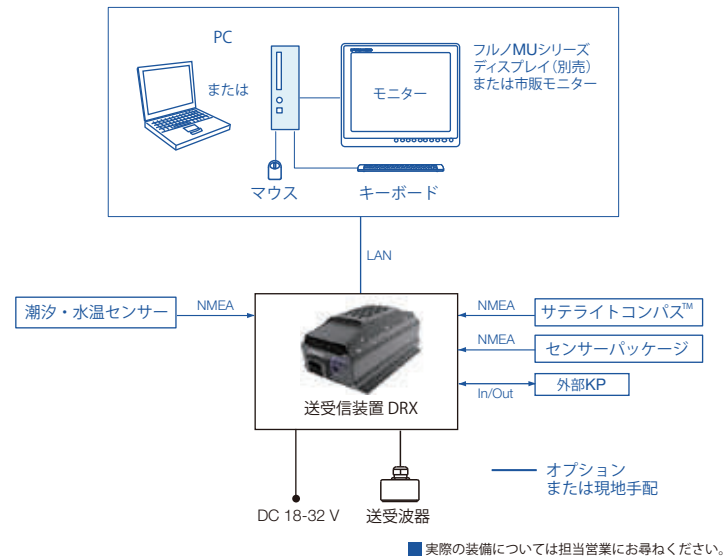 PC
または
モニター
フルノMUシリーズ
ディスプレイ(別売)
または市販モニター
マウス
キーボード
LAN
潮汐・水温センサー
NMEA
NMEA
サテライトコンパス™
NMEA
センサーパッケージ
In/Out
外部KP
送受信装置 DRX
DC 18-32 V
送受波器
オプション
または現地手配
実際の装備については担当営業にお尋ねください。